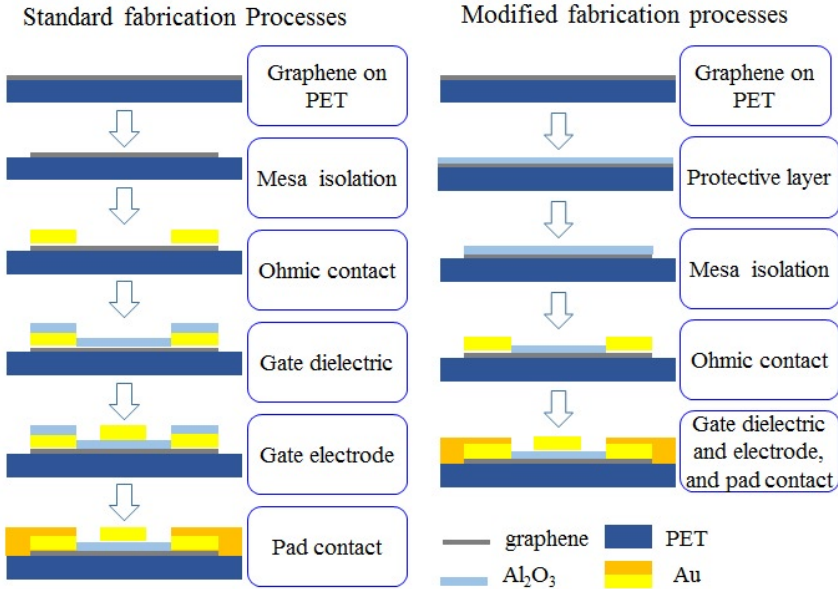 Standard fabrication Processes
Graphene on
PET
Mesa isolation
Ohmic contact
Gate dielectric
Gate electrode
Pad contact
Modified fabrication processes
Graphene on
PET
Protective layer
Mesa isolation
Ohmic contact
Gate dielectric
and electrode,
and pad contact
graphene
PET
Al₂O₃
Au